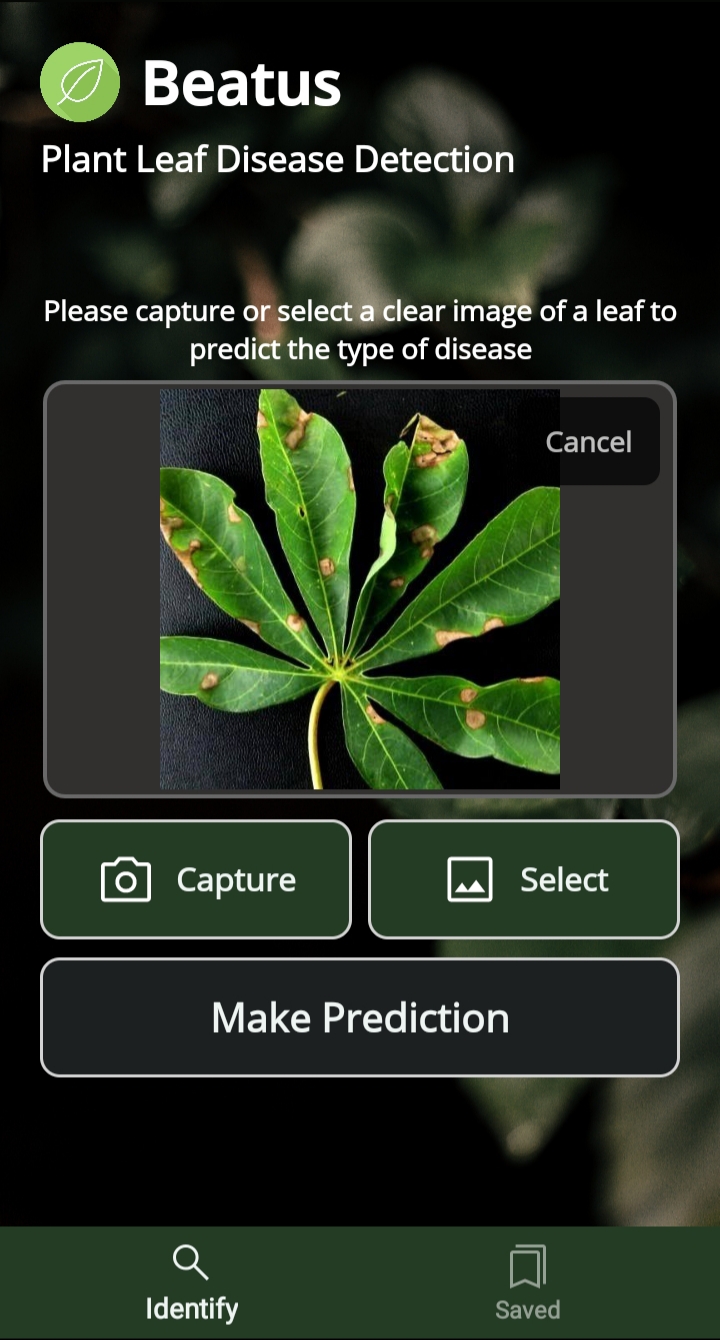 Beatus
Plant Leaf Disease Detection
Please capture or select a clear image of a leaf to
predict the type of disease
Cancel
Capture
Select
Make Prediction
Identify
Saved